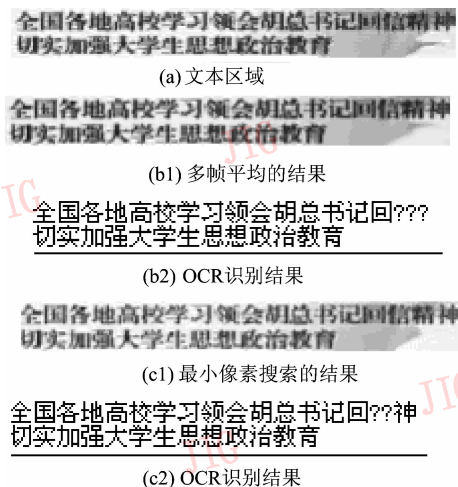 全国各地高校学习领会胡总书记回信精神
切实加强大学生思想政治教育
(a) 文本区域
全国各地高校学习领会胡总书记回信精神
切实加强大学生思想政治教育
(b1) 多帧平均的结果
全国各地高校学习领会胡总书记回???
切实加强大学生思想政治教育
(b2) OCR识别结果
全国各地高校学习领会胡总书记回信精神
切实加强大学生思想政治教育
(c1) 最小像素搜索的结果
全国各地高校学习领会胡总书记回??神
切实加强大学生思想政治教育
(c2) OCR识别结果
JIG
JIG
JIG
JIG